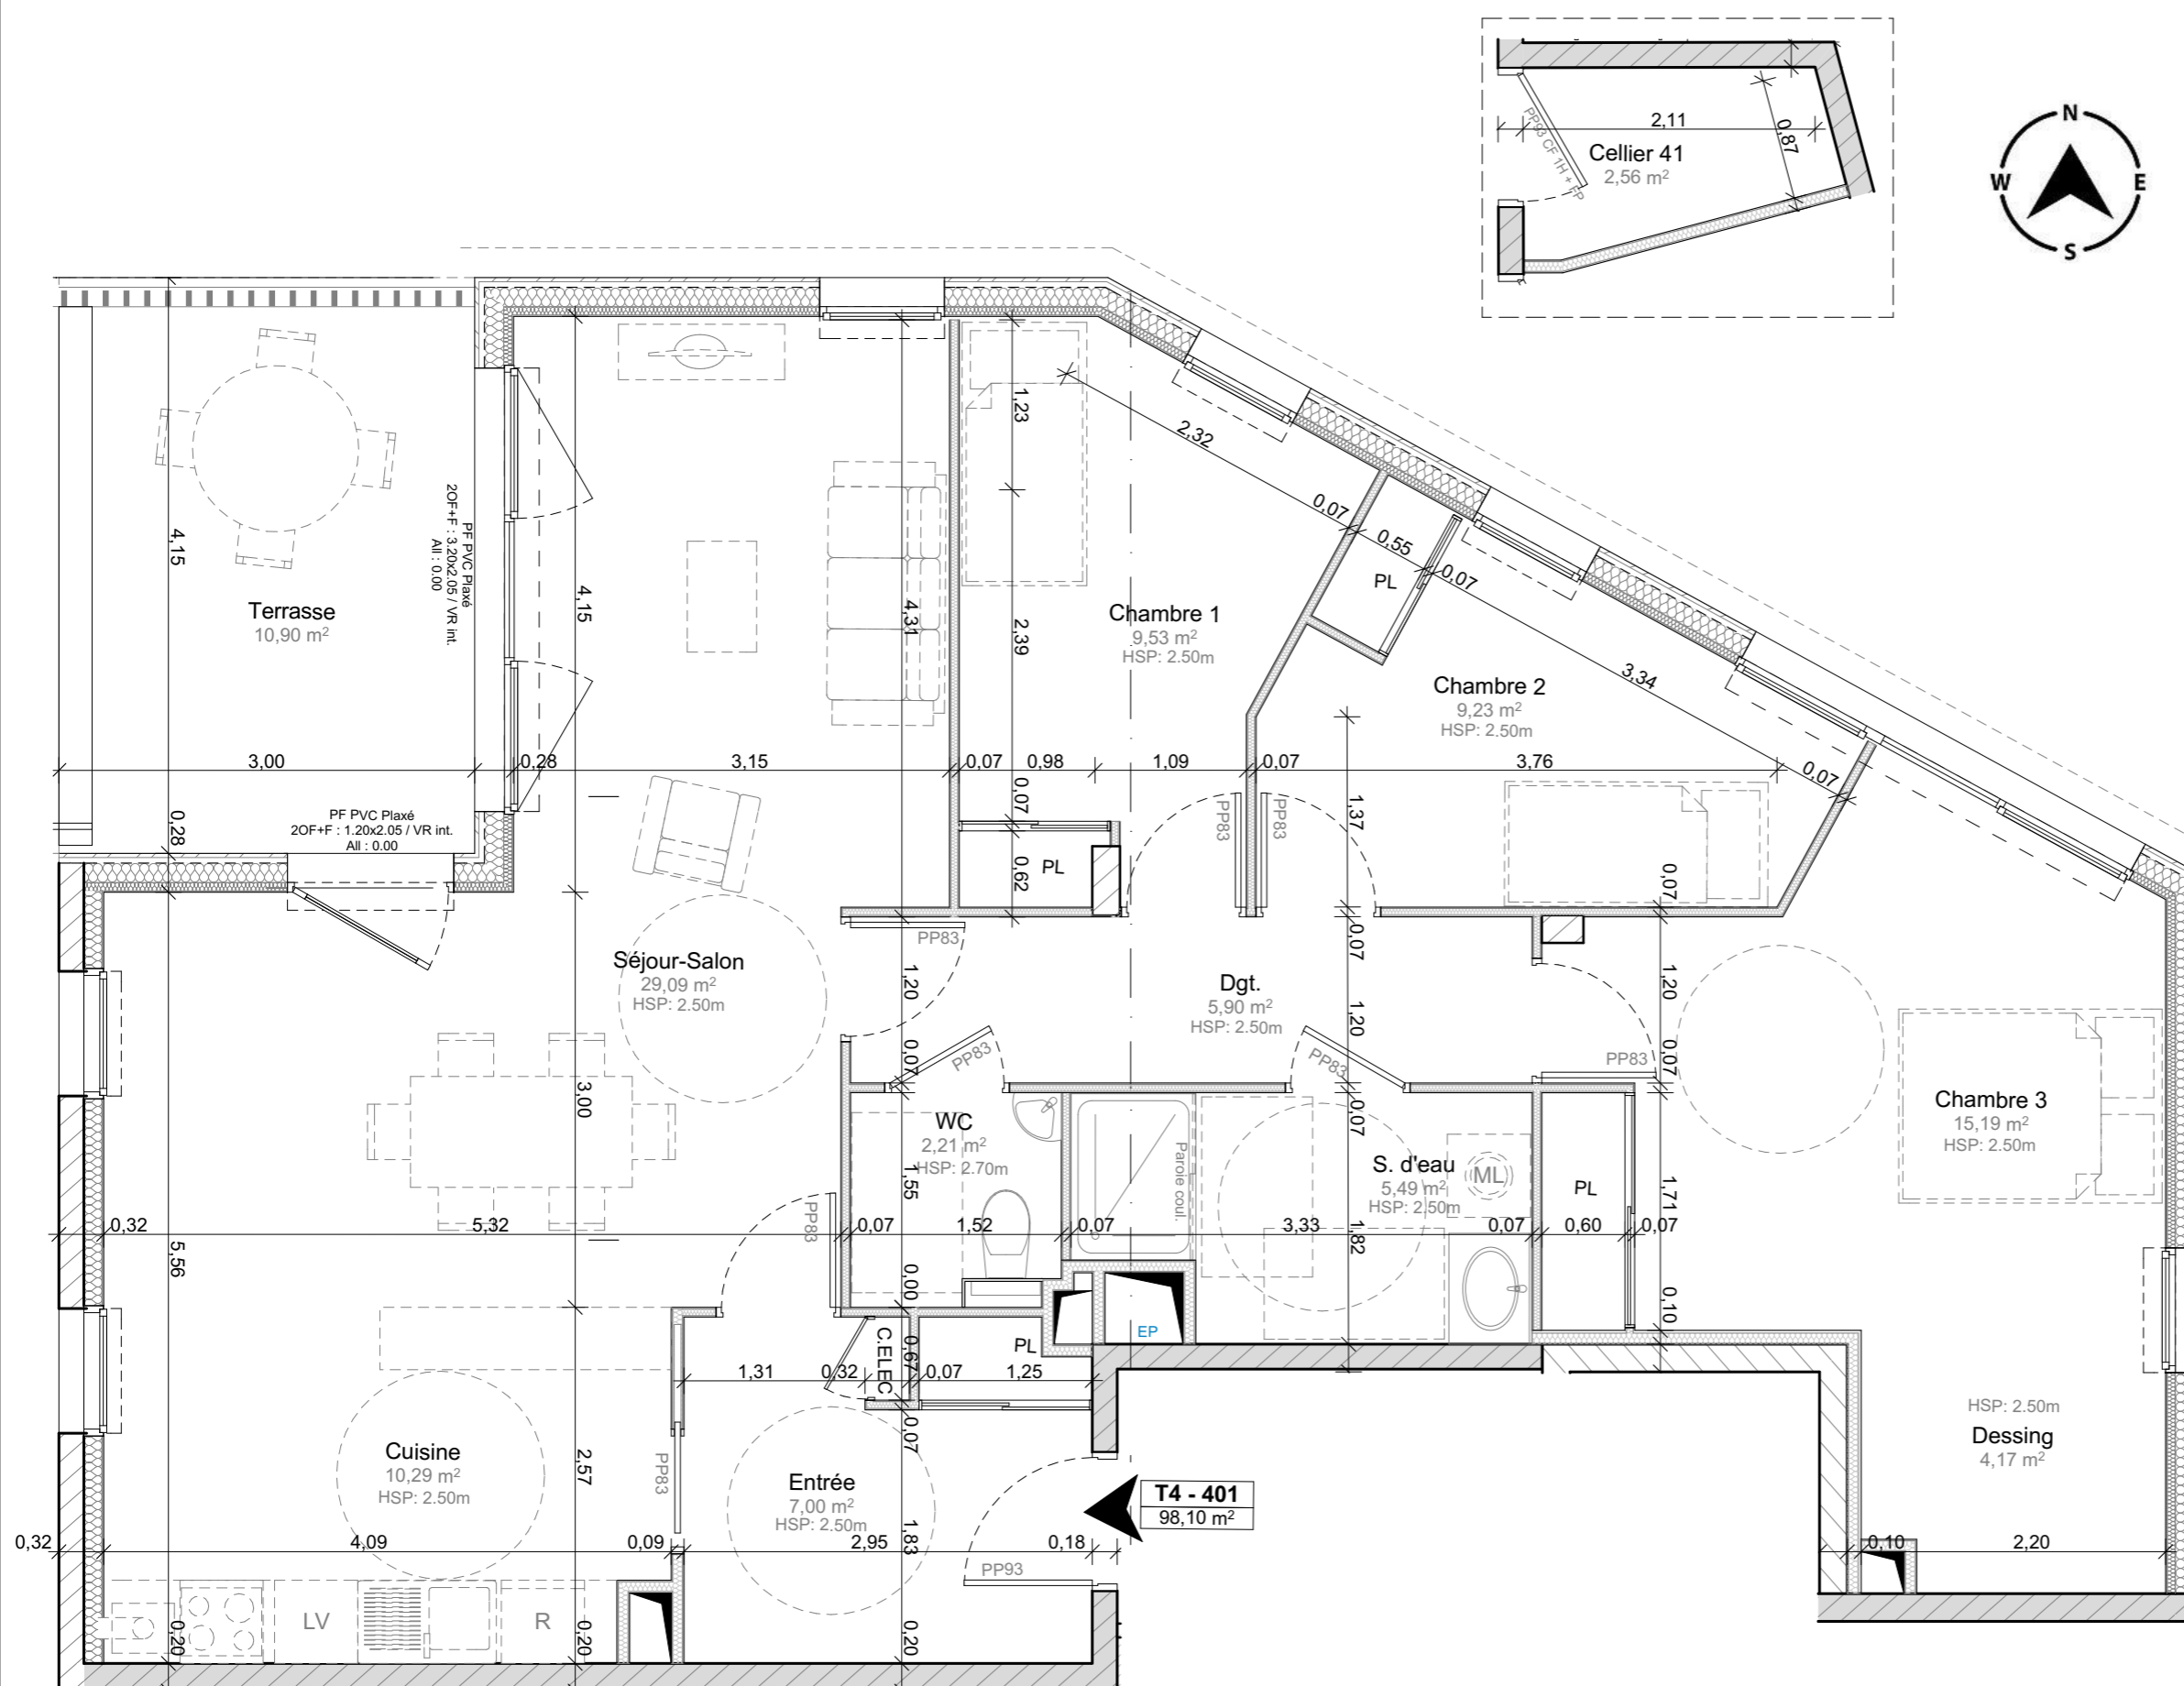 2,11
0,87
PP93 CF 1H + FP
Cellier 41
2,56 m²
N
W
E
S
1,23
2,32
0,07
0,55
0,07
PL
4,15
4,15
4,31
2,39
PF PVC Plaxé
2OF+F : 3.20x2.05 / VR int.
All : 0.00
Terrasse
10,90 m²
Chambre 1
9,53 m²
HSP: 2.50m
Chambre 2
9,23 m²
HSP: 2.50m
3,34
3,00
0,28
3,15
0,07
0,98
1,09
0,07
3,76
0,07
0,07
1,37
PP83
PP83
0,28
PF PVC Plaxé
2OF+F : 1.20x2.05 / VR int.
All : 0.00
0,62
PL
0,07
PP83
0,07
Séjour-Salon
29,09 m²
HSP: 2.50m
1,20
Dgt.
5,90 m²
HSP: 2.50m
1,20
1,20
0,07
PP83
PP83
0,07
PP83
3,00
WC
2,21 m²
HSP: 2.70m
0,07
Chambre 3
15,19 m²
HSP: 2.50m
Paroie coul.
S. d'eau
5,49 m²
HSP: 2.50m
ML
PL
1,55
1,71
0,32
5,32
PP83
0,07
1,52
0,07
3,33
1,82
0,07
0,60
0,07
5,56
0,00
0,10
EP
C.ELEC
0,67
PL
1,31
0,32
0,07
1,25
0,07
HSP: 2.50m
Dessing
4,17 m²
Cuisine
10,29 m²
HSP: 2.50m
2,57
PP83
Entrée
7,00 m²
HSP: 2.50m
T4 - 401
98,10 m²
0,32
4,09
0,09
2,95
1,83
0,18
0,10
2,20
PP93
LV
R
0,20
0,20
0,20